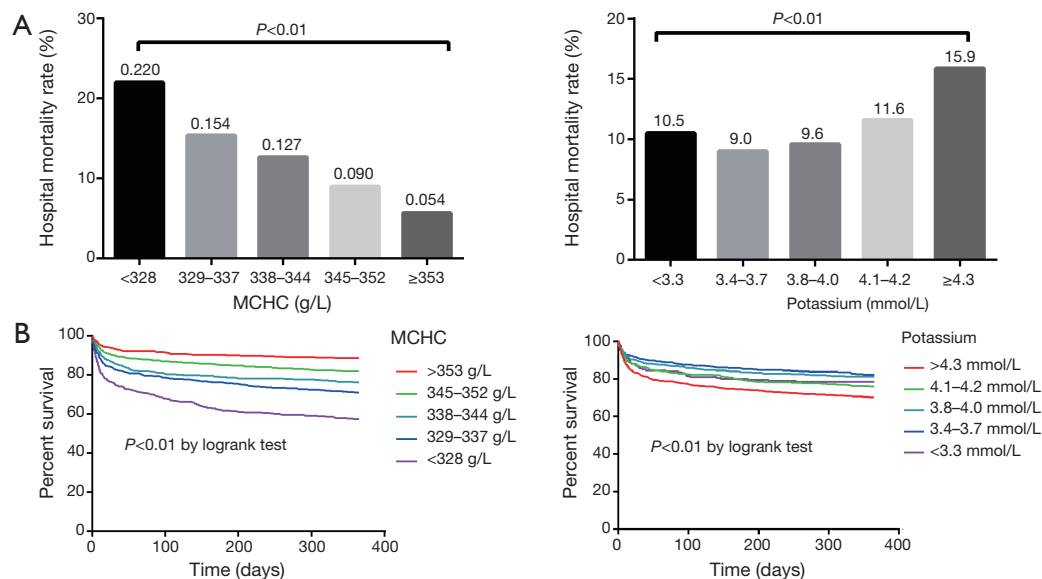 A
Hospital mortality rate (%)
30
20
10
0
P<0.01
0.220
0.154
0.127
0.090
0.054
<328
329–337
338–344
345–352
≥353
MCHC (g/L)
Hospital mortality rate (%)
20
15
10
5
0
P<0.01
10.5
9.0
9.6
11.6
15.9
<3.3
3.4–3.7
3.8–4.0
4.1–4.2
≥4.3
Potassium (mmol/L)
B
Percent survival
100
80
60
40
20
0
P<0.01 by logrank test
0
100
200
300
400
Time (days)
MCHC
>353 g/L
345–352 g/L
338–344 g/L
329–337 g/L
<328 g/L
Percent survival
100
80
60
40
20
0
P<0.01 by logrank test
0
100
200
300
400
Time (days)
Potassium
>4.3 mmol/L
4.1–4.2 mmol/L
3.8–4.0 mmol/L
3.4–3.7 mmol/L
<3.3 mmol/L